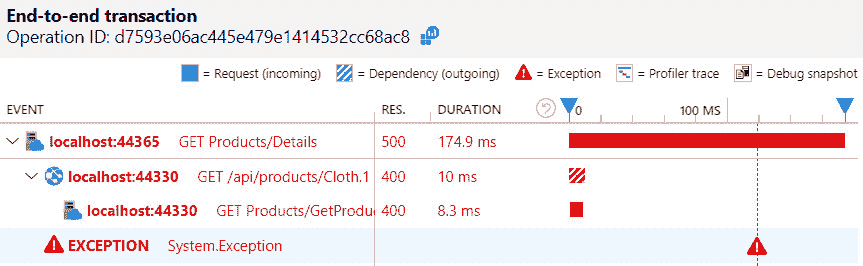 End-to-end transaction
Operation ID: d7593e06ac445e479e1414532cc68ac8
= Request (incoming) = Dependency (outgoing) = Exception = Profiler trace = Debug snapshot
EVENT RES. DURATION 0 100 MS
localhost:44365 GET Products/Details 500 174.9 ms
localhost:44330 GET /api/products/Cloth.1 400 10 ms
localhost:44330 GET Products/GetProdu 400 8.3 ms
EXCEPTION System.Exception